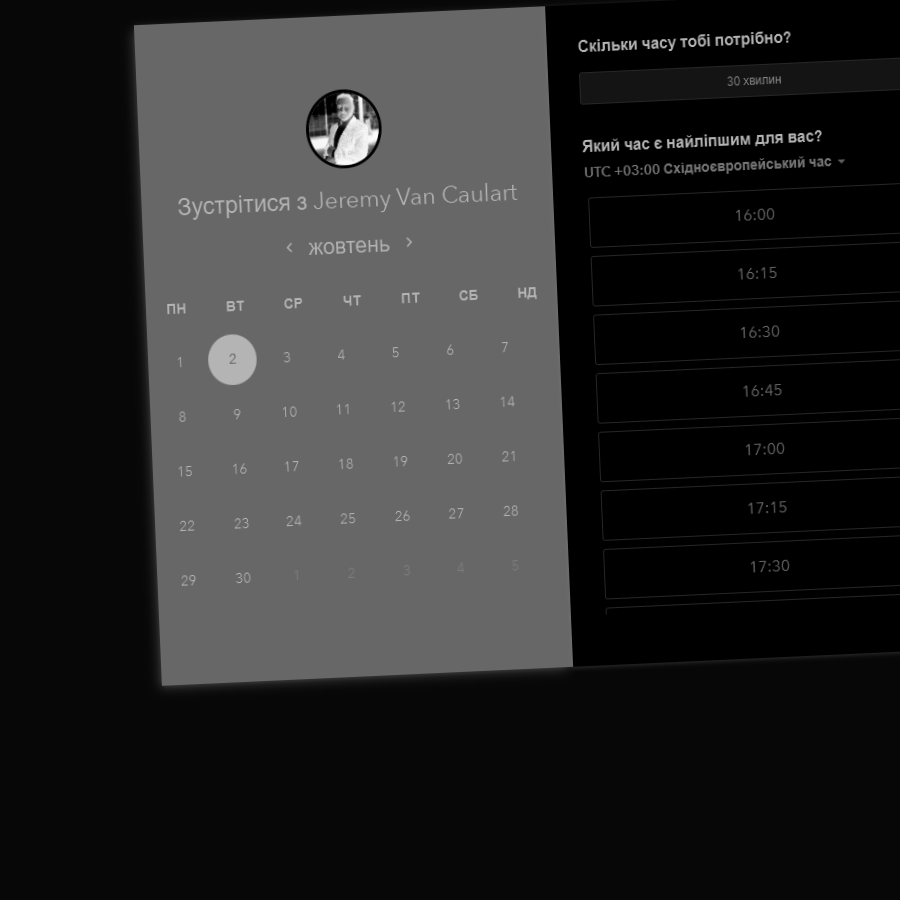 Зустрітися з Jeremy Van Caulart
‹ жовтень ›
ПН ВТ СР ЧТ ПТ СБ НД
1 2 3 4 5 6 7
8 9 10 11 12 13 14
15 16 17 18 19 20 21
22 23 24 25 26 27 28
29 30 1 2 3 4 5
Скільки часу тобі потрібно?
30 хвилин
Який час є найліпшим для вас?
UTC +03:00 Східноєвропейський час
16:00
16:15
16:30
16:45
17:00
17:15
17:30